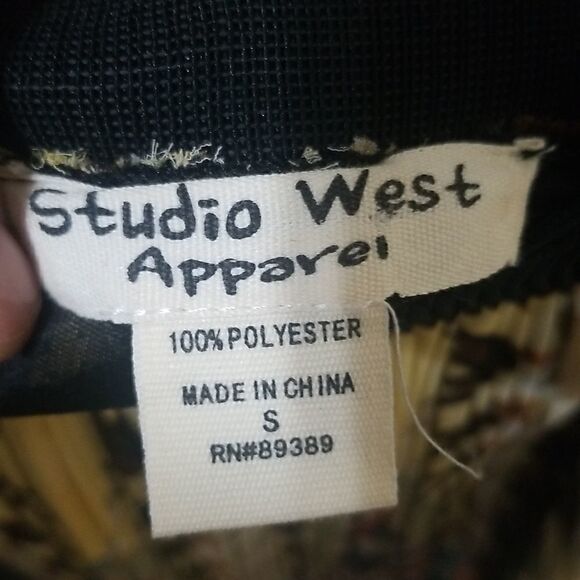 Studio West
Apparel
100% POLYESTER
MADE IN CHINA
S
RN#89389